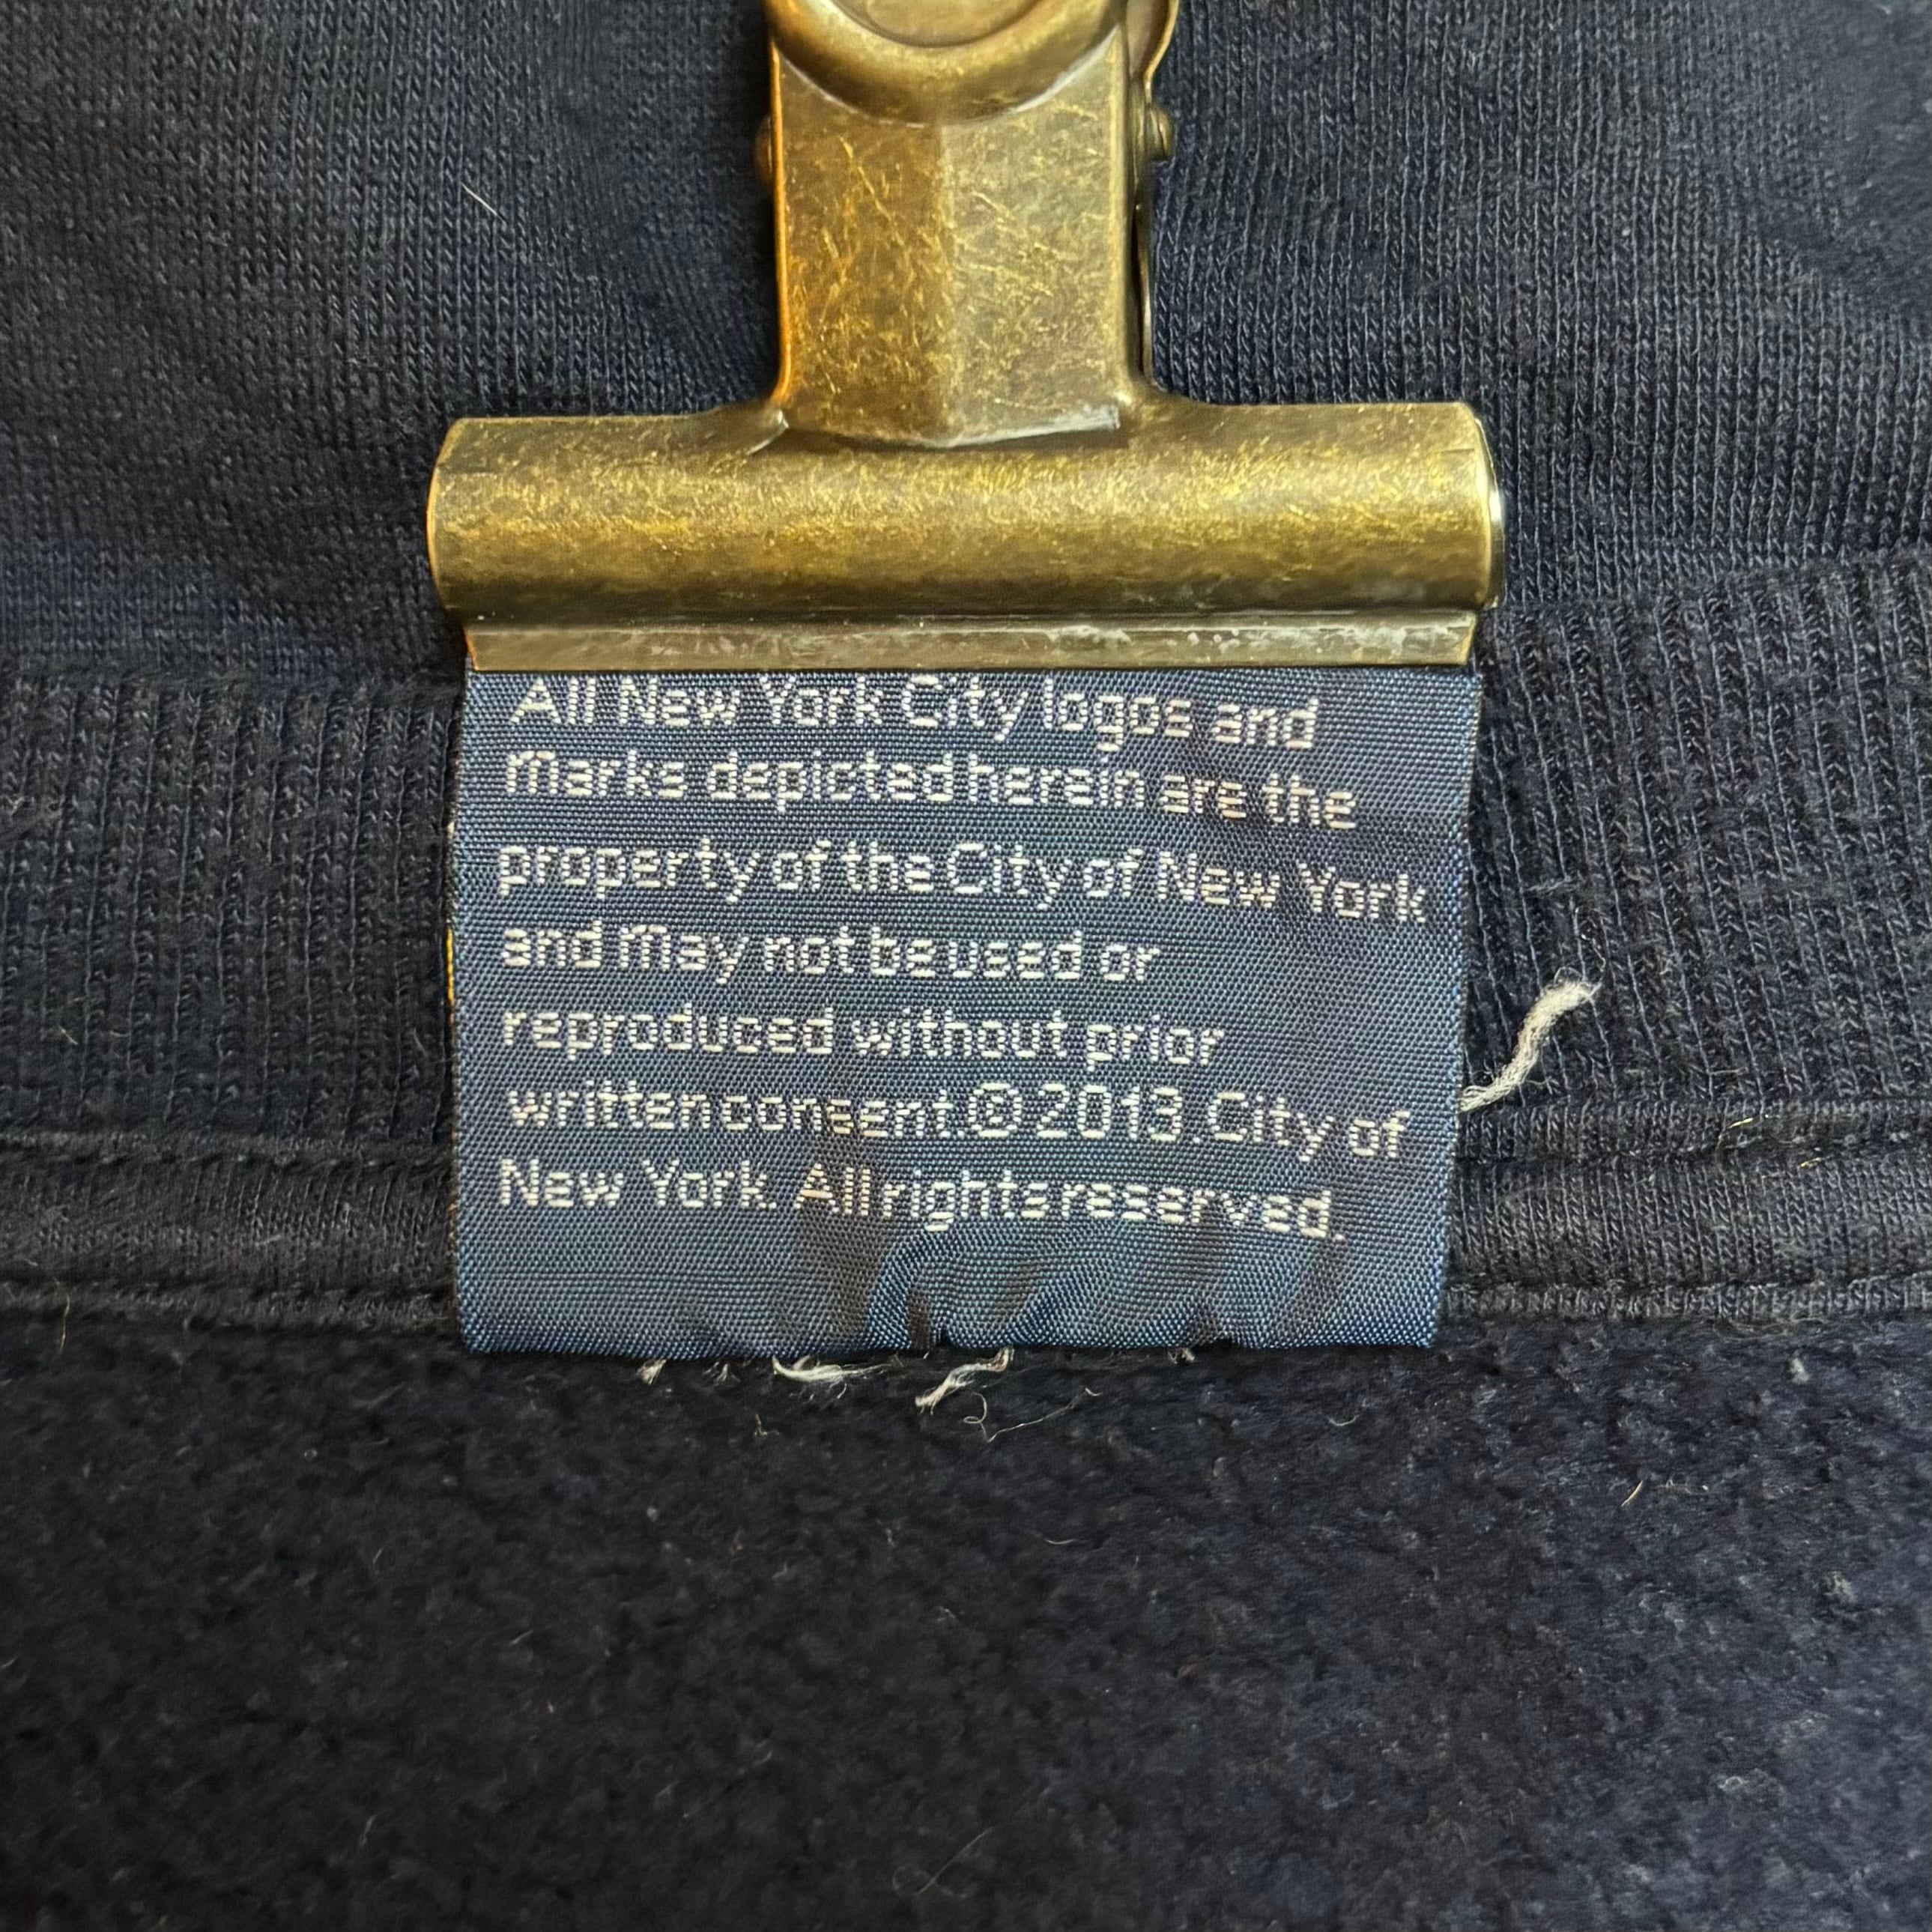 All New York City logos and
Marks depicted herein are the
property of the City of New York
and May not be used or
reproduced without prior
written consent.© 2013. City of
New York. All rights reserved.